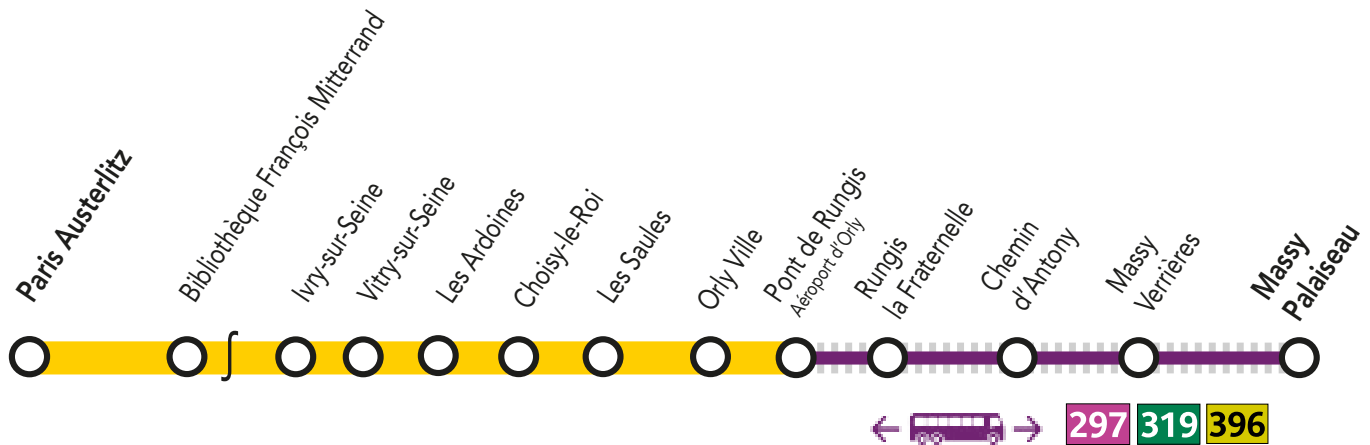 Paris Austerlitz
Bibliothèque François Mitterrand
Ivry-sur-Seine
Vitry-sur-Seine
Les Ardoines
Choisy-le-Roi
Les Saules
Orly Ville
Pont de Rungis
Aéroport d'Orly
Rungis
la Fraternelle
Chemin
d'Antony
Massy
Verrières
Massy
Palaiseau
297 319 396